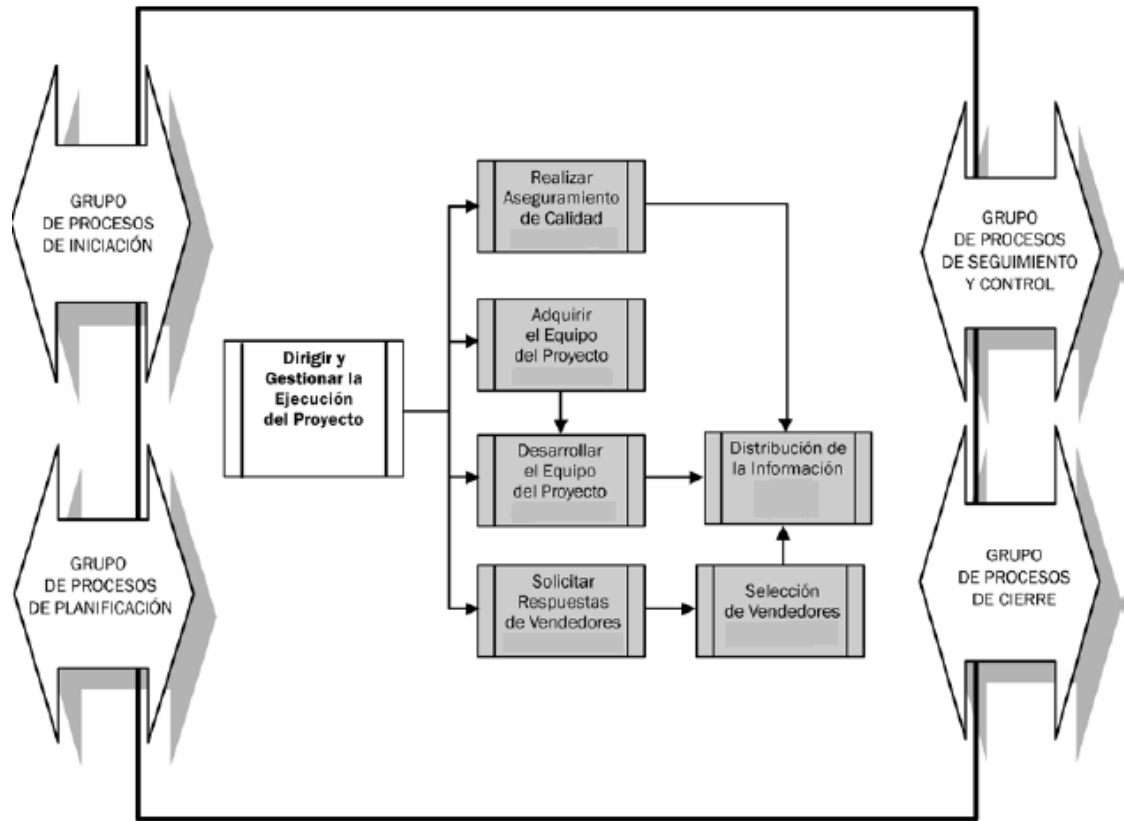 GRUPO
DE PROCESOS
DE INICIACIÓN
GRUPO
DE PROCESOS
DE PLANIFICACIÓN
Dirigir y
Gestionar la
Ejecución
del Proyecto
Realizar
Aseguramiento
de Calidad
Adquirir
el Equipo
del Proyecto
Desarrollar
el Equipo
del Proyecto
Solicitar
Respuestas
de Vendedores
Distribución de
la Información
Selección
de Vendedores
GRUPO
DE PROCESOS
DE SEGUIMIENTO
Y CONTROL
GRUPO
DE PROCESOS
DE CIERRE